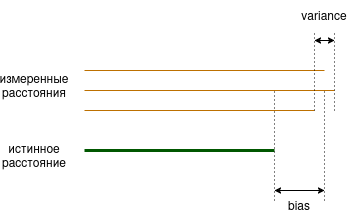 variance
измеренные
расстояния
истинное
расстояние
bias